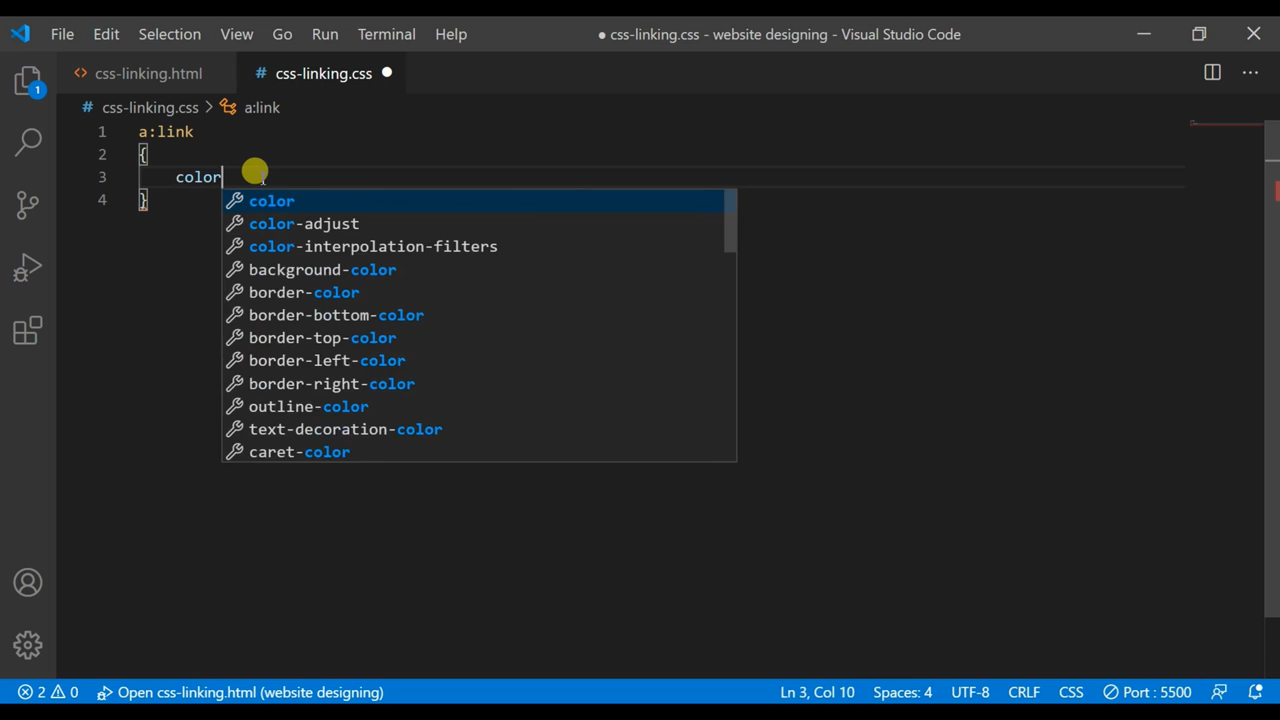 File Edit Selection View Go Run Terminal Help ● css-linking.css - website designing - Visual Studio Code
css-linking.html # css-linking.css ●
1
# css-linking.css > a:link
1 a:link
2 {
3 color
4 }
color
color-adjust
color-interpolation-filters
background-color
border-color
border-bottom-color
border-top-color
border-left-color
border-right-color
outline-color
text-decoration-color
caret-color
2 0 Open css-linking.html (website designing) Ln 3, Col 10 Spaces: 4 UTF-8 CRLF CSS Port : 5500